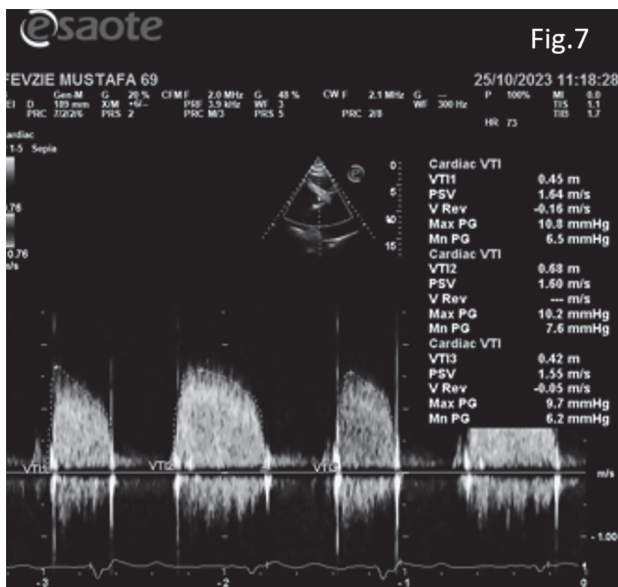 esaote
Fig.7
FEVZIE MUSTAFA 69 25/10/2023 11:18:28
Gen-M G 20 % CFM F 2.0 MHz G 48 % CW F 2.1 MHz G --- P 100% MI 0.0
D 189 mm X/M +6/-- PRF 3.9 kHz WF 3 WF 300 Hz TIS 1.1
PRC 7/2/2/6 PRS 2 PRC M/3 PRS 5 PRC 2/8 TIB 1.7
HR 73
ardiac
1-5 Sepia
.76
0.76
m/s
0
5
10
15
e
Cardiac VTI
VTI1 0.45 m
PSV 1.64 m/s
V Rev -0.16 m/s
Max PG 10.8 mmHg
Mn PG 6.5 mmHg
Cardiac VTI
VTI2 0.68 m
PSV 1.60 m/s
V Rev --- m/s
Max PG 10.2 mmHg
Mn PG 7.6 mmHg
Cardiac VTI
VTI3 0.42 m
PSV 1.55 m/s
V Rev -0.05 m/s
Max PG 9.7 mmHg
Mn PG 6.2 mmHg
VTI1 VTI2
m/s
- 1.00
-3 -2 -1 0